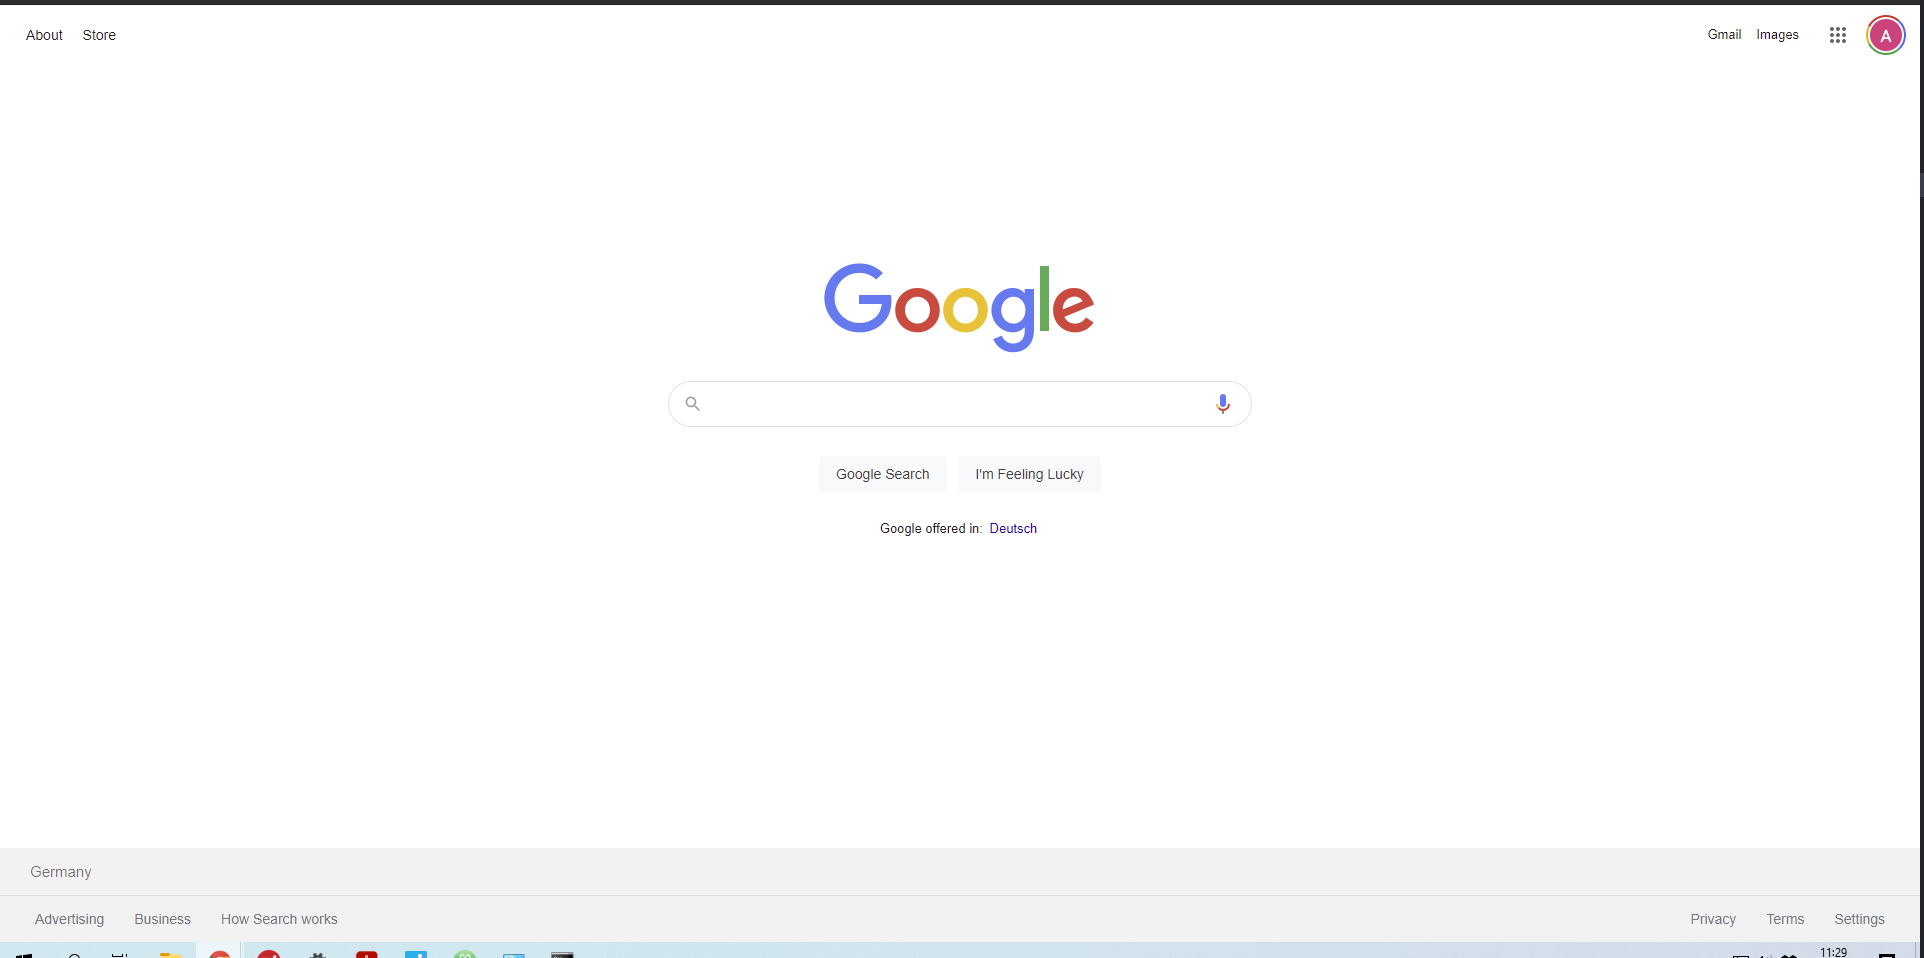 About Store
Gmail Images
A
Google
Google Search I'm Feeling Lucky
Google offered in: Deutsch
Germany
Advertising Business How Search works
Privacy Terms Settings
11:29